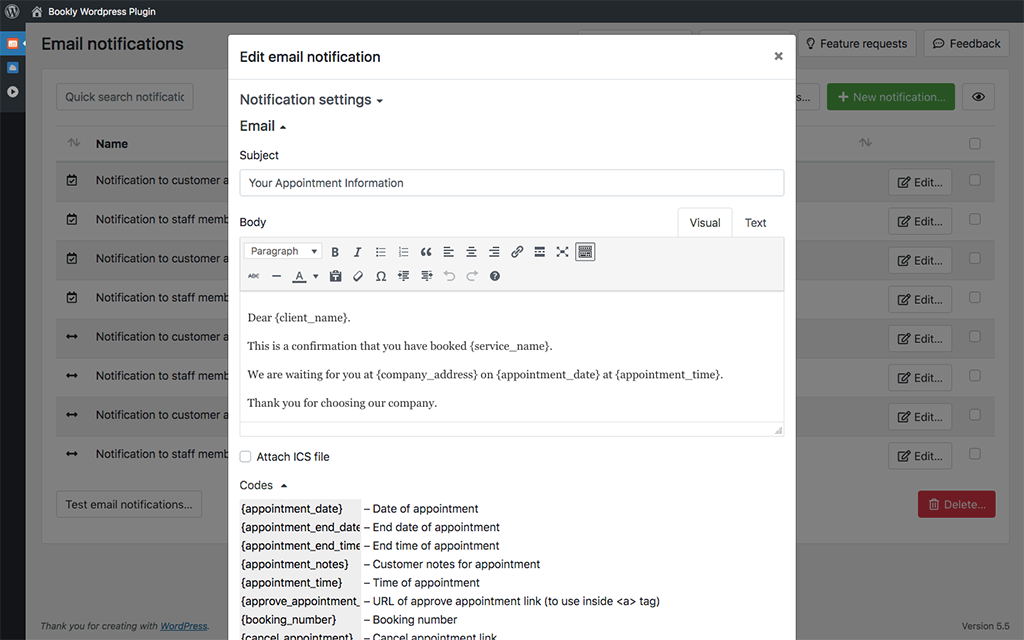 Bookly Wordpress Plugin
Email notifications
Feature requests
Feedback
Quick search notificatic
s...
New notification...
Name
Notification to customer a
Edit...
Notification to staff memb
Edit...
Notification to customer a
Edit...
Notification to staff memb
Edit...
Notification to customer a
Edit...
Notification to staff memb
Edit...
Notification to customer a
Edit...
Notification to staff memb
Edit...
Test email notifications...
Delete...
Thank you for creating with WordPress.
Version 5.5
Edit email notification
×
Notification settings
Email
Subject
Your Appointment Information
Body
Visual
Text
Paragraph
B I
ABC
A
Ω
Dear {client_name}.
This is a confirmation that you have booked {service_name}.
We are waiting for you at {company_address} on {appointment_date} at {appointment_time}.
Thank you for choosing our company.
Attach ICS file
Codes
{appointment_date} – Date of appointment
{appointment_end_date – End date of appointment
{appointment_end_time – End time of appointment
{appointment_notes} – Customer notes for appointment
{appointment_time} – Time of appointment
{approve_appointment_ – URL of approve appointment link (to use inside <a> tag)
{booking_number} – Booking number
{cancel_appointment} – Cancel appointment link